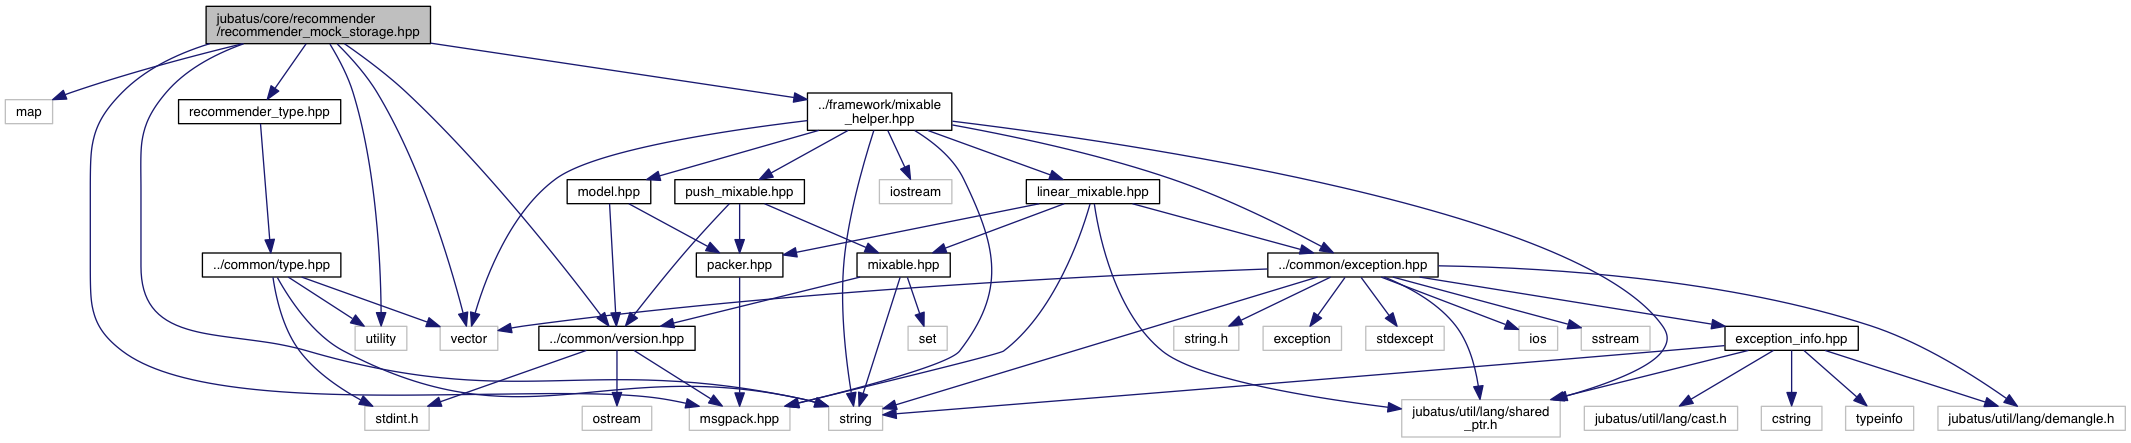 jubatus/core/recommender
/recommender_mock_storage.hpp
map
recommender_type.hpp
../framework/mixable
_helper.hpp
model.hpp
push_mixable.hpp
iostream
linear_mixable.hpp
../common/type.hpp
packer.hpp
mixable.hpp
../common/exception.hpp
utility
vector
../common/version.hpp
set
string.h
exception
stdexcept
ios
sstream
exception_info.hpp
stdint.h
ostream
msgpack.hpp
string
jubatus/util/lang/shared
_ptr.h
jubatus/util/lang/cast.h
cstring
typeinfo
jubatus/util/lang/demangle.h